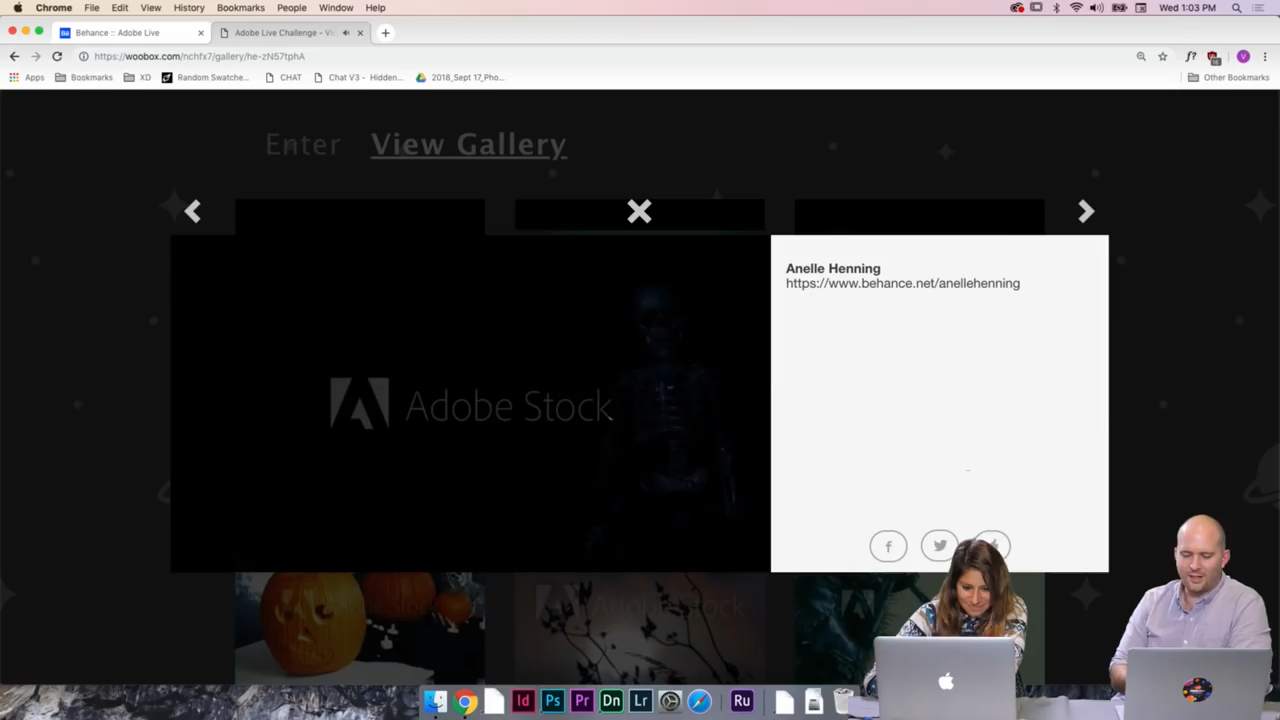 Chrome File Edit View History Bookmarks People Window Help Wed 1:03 PM
Bē Behance :: Adobe Live Adobe Live Challenge - Vi
https://woobox.com/nchfx7/gallery/he-zN57tphA f? V
Apps Bookmarks XD Random Swatche... CHAT Chat V3 - Hidden... 2018_Sept 17_Pho... Other Bookmarks
Enter View Gallery
Anelle Henning
https://www.behance.net/anellehenning
Adobe Stock
Adobe Stock
Id Ps Pr Dn Lr Ru